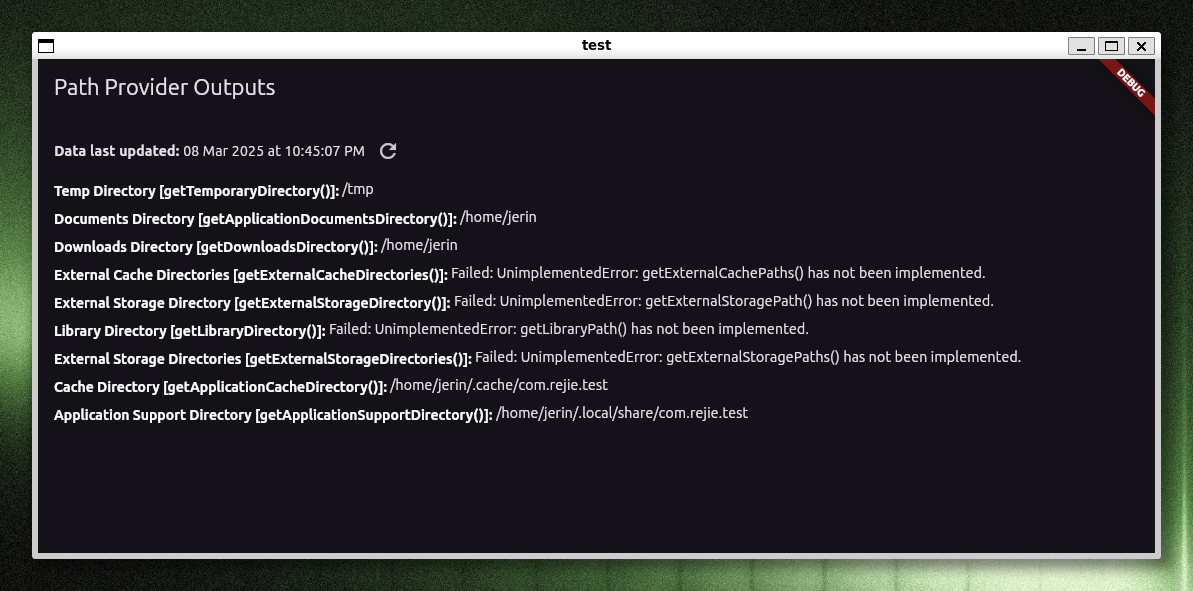 test
DEBUG
Path Provider Outputs
Data last updated: 08 Mar 2025 at 10:45:07 PM
Temp Directory [getTemporaryDirectory()]: /tmp
Documents Directory [getApplicationDocumentsDirectory()]: /home/jerin
Downloads Directory [getDownloadsDirectory()]: /home/jerin
External Cache Directories [getExternalCacheDirectories()]: Failed: UnimplementedError: getExternalCachePaths() has not been implemented.
External Storage Directory [getExternalStorageDirectory()]: Failed: UnimplementedError: getExternalStoragePath() has not been implemented.
Library Directory [getLibraryDirectory()]: Failed: UnimplementedError: getLibraryPath() has not been implemented.
External Storage Directories [getExternalStorageDirectories()]: Failed: UnimplementedError: getExternalStoragePaths() has not been implemented.
Cache Directory [getApplicationCacheDirectory()]: /home/jerin/.cache/com.rejie.test
Application Support Directory [getApplicationSupportDirectory()]: /home/jerin/.local/share/com.rejie.test